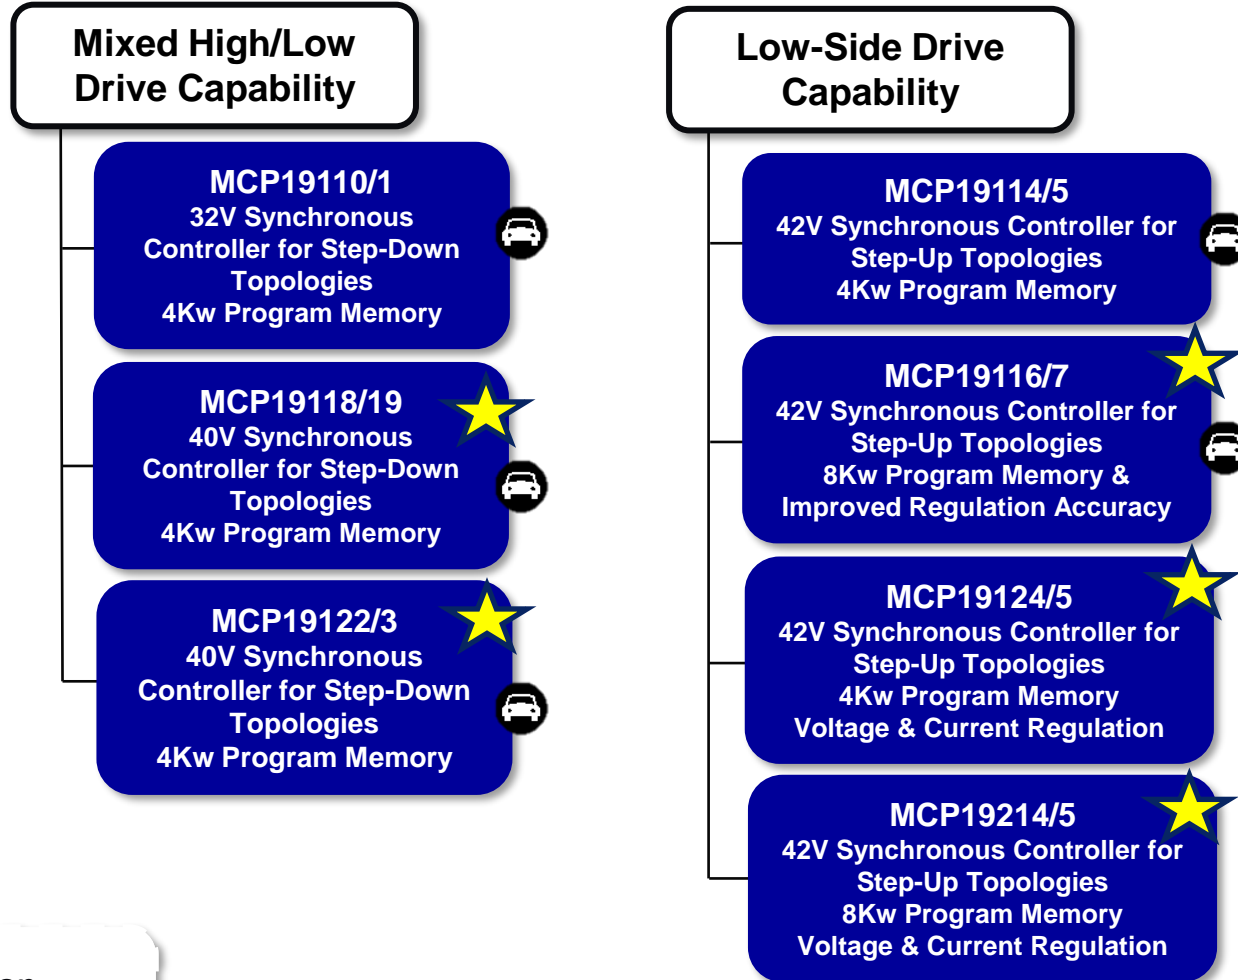 Mixed High/Low
Drive Capability
MCP19110/1
32V Synchronous
Controller for Step-Down
Topologies
4Kw Program Memory
MCP19118/19
40V Synchronous
Controller for Step-Down
Topologies
4Kw Program Memory
MCP19122/3
40V Synchronous
Controller for Step-Down
Topologies
4Kw Program Memory
Low-Side Drive
Capability
MCP19114/5
42V Synchronous Controller for
Step-Up Topologies
4Kw Program Memory
MCP19116/7
42V Synchronous Controller for
Step-Up Topologies
8Kw Program Memory &
Improved Regulation Accuracy
MCP19124/5
42V Synchronous Controller for
Step-Up Topologies
4Kw Program Memory
Voltage & Current Regulation
MCP19214/5
42V Synchronous Controller for
Step-Up Topologies
8Kw Program Memory
Voltage & Current Regulation